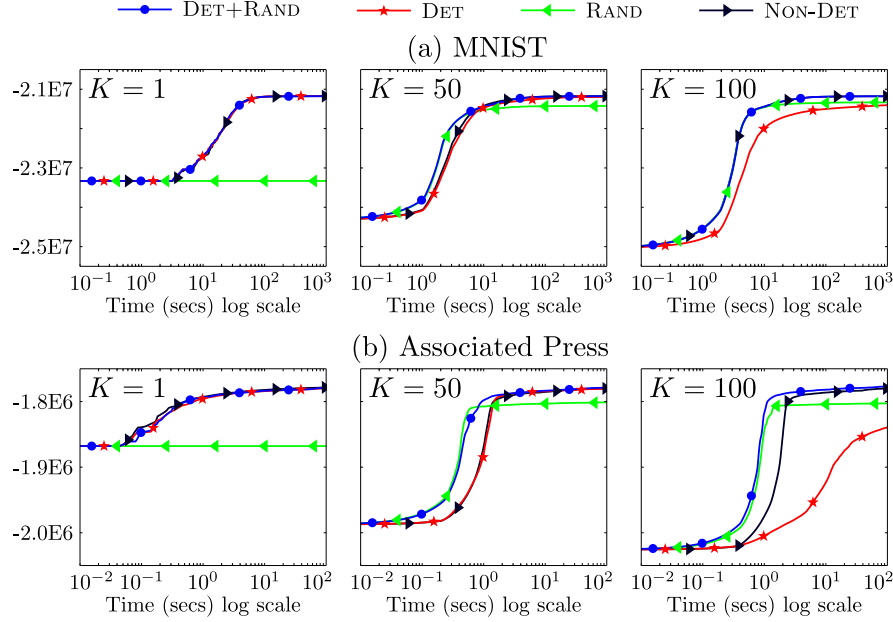 DET+RAND DET RAND NON-DET
(a) MNIST
K = 1 K = 50 K = 100
-2.1E7
-2.3E7
-2.5E7
10^-1 10^0 10^1 10^2 10^3 10^-1 10^0 10^1 10^2 10^3 10^-1 10^0 10^1 10^2 10^3
Time (secs) log scale Time (secs) log scale Time (secs) log scale
(b) Associated Press
K = 1 K = 50 K = 100
-1.8E6
-1.9E6
-2.0E6
10^-2 10^-1 10^0 10^1 10^2 10^-2 10^-1 10^0 10^1 10^2 10^-2 10^-1 10^0 10^1 10^2
Time (secs) log scale Time (secs) log scale Time (secs) log scale